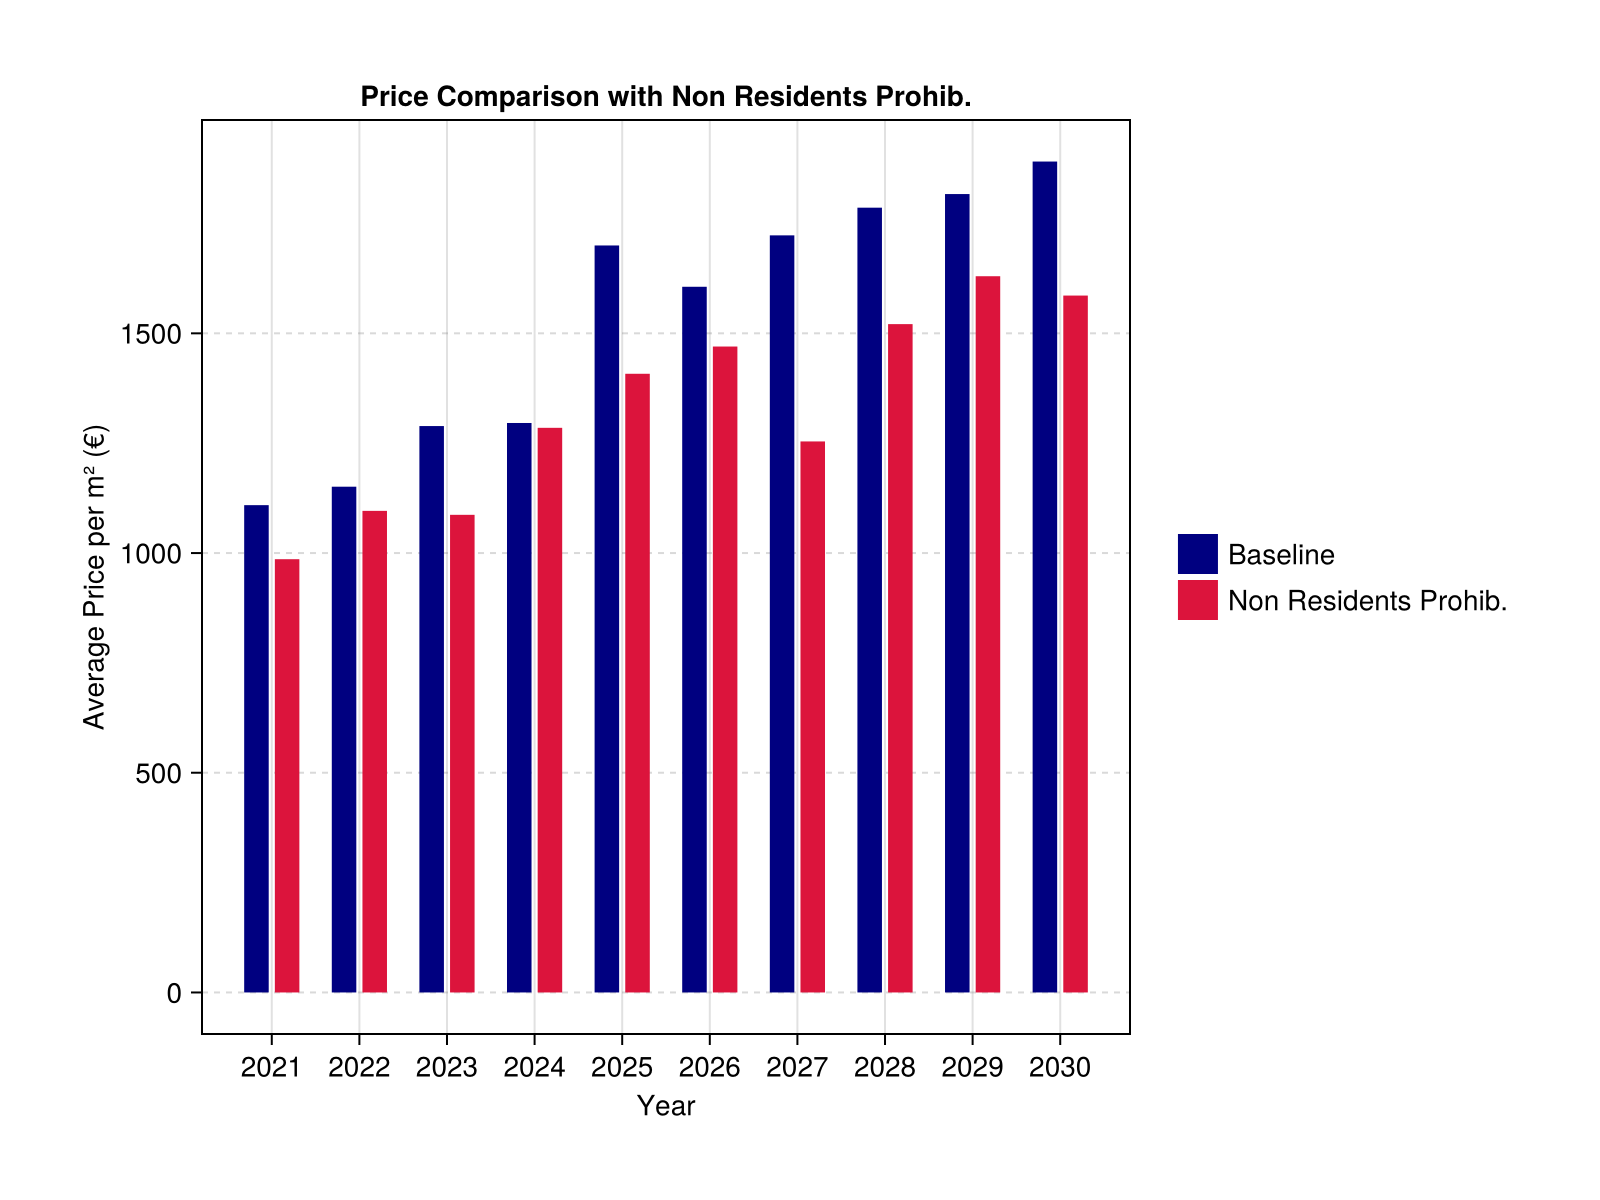 Price Comparison with Non Residents Prohib.
Average Price per m² (€)
1500
1000
500
0
2021 2022 2023 2024 2025 2026 2027 2028 2029 2030
Year
Baseline
Non Residents Prohib.